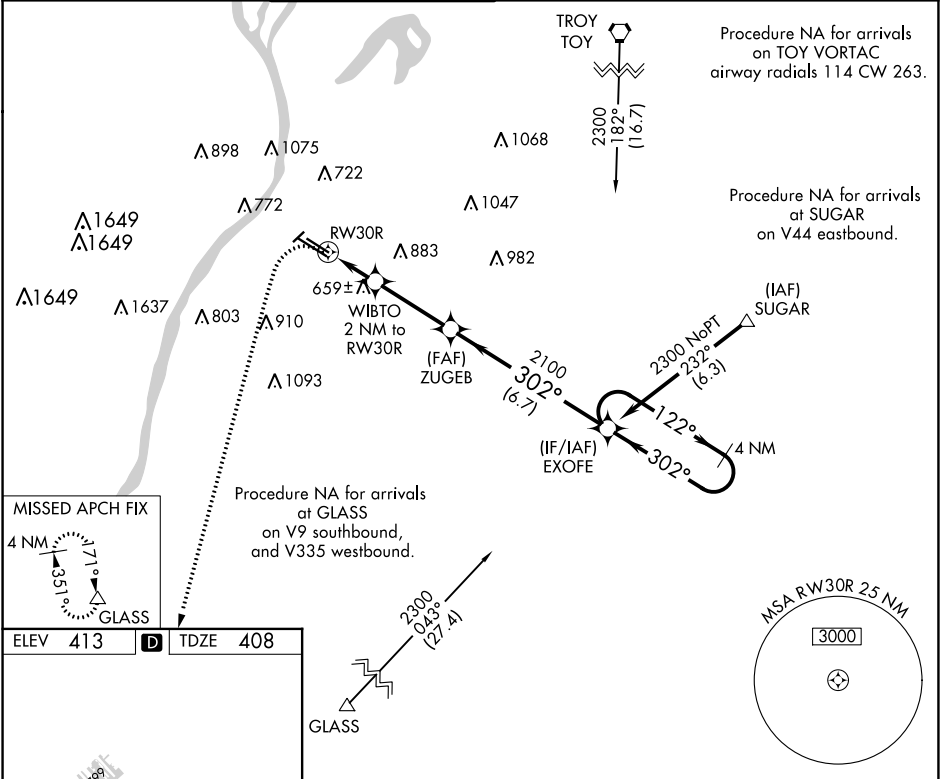 TROY
TOY
Procedure NA for arrivals
on TOY VORTAC
airway radials 114 CW 263.
2300
182°
(16.7)
898
1075
1068
722
772
1047
1649
1649
Procedure NA for arrivals
at SUGAR
on V44 eastbound.
RW30R
883
982
659±
1649
1637
803
910
WIBTO
2 NM to
RW30R
(IAF)
SUGAR
(FAF)
ZUGEB
2100
302°
(6.7)
2300 NoPT
232°
(6.3)
1093
122°
4 NM
302°
(IF/IAF)
EXOFE
MISSED APCH FIX
4 NM
171°
351°
GLASS
Procedure NA for arrivals
at GLASS
on V9 southbound,
and V335 westbound.
2300
043°
(27.4)
GLASS
MSA RW30R 25 NM
3000
ELEV 413 D TDZE 408